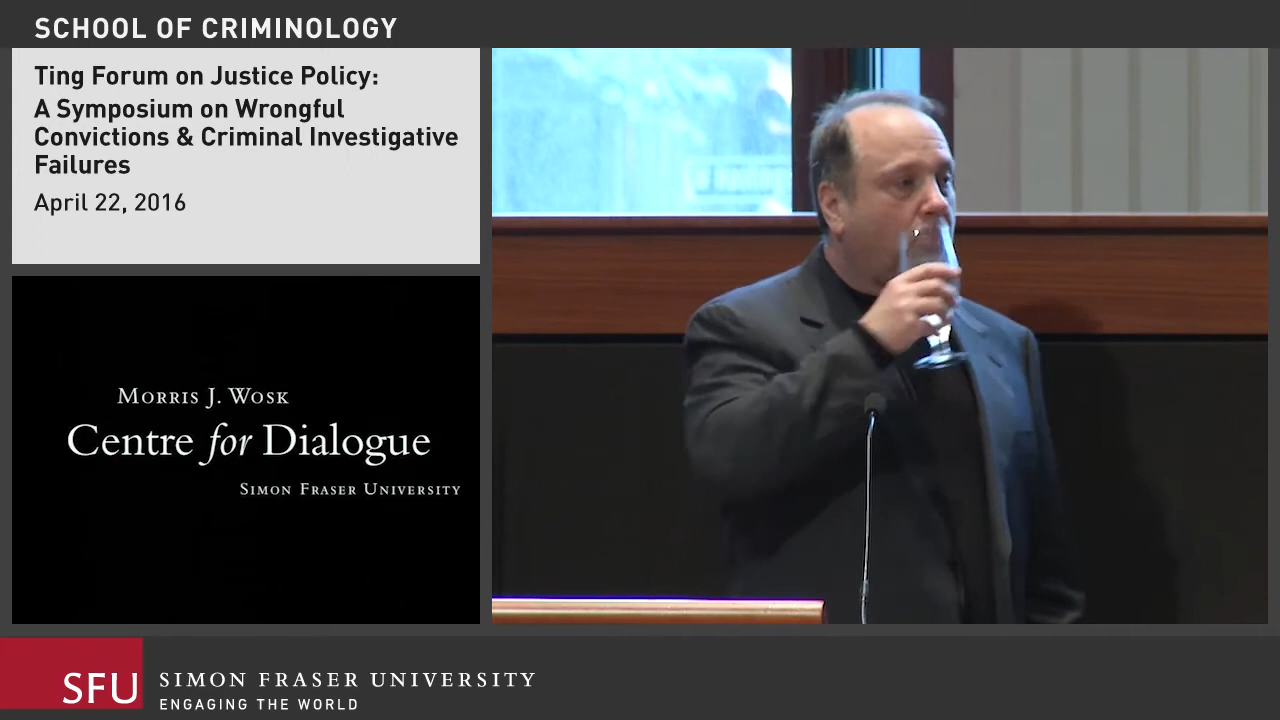 SCHOOL OF CRIMINOLOGY
Ting Forum on Justice Policy:
A Symposium on Wrongful
Convictions & Criminal Investigative
Failures
April 22, 2016
MORRIS J. WOSK
Centre for Dialogue
SIMON FRASER UNIVERSITY
SFU
SIMON FRASER UNIVERSITY
ENGAGING THE WORLD